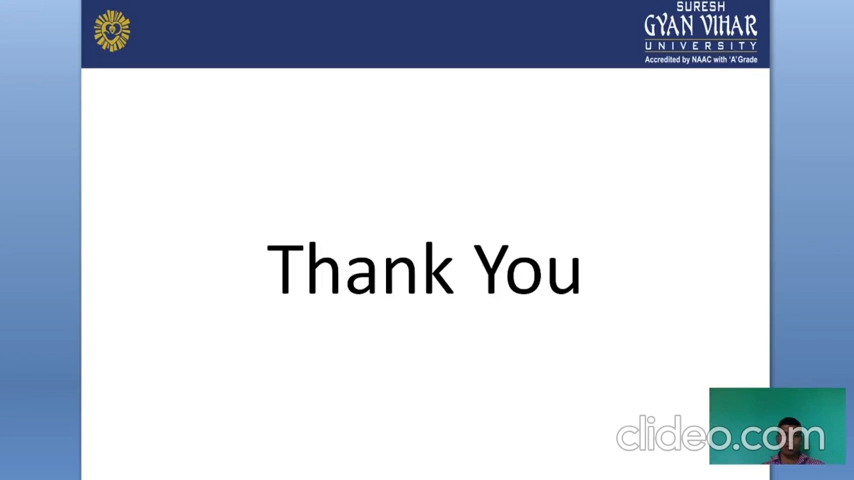 SURESH
GYAN VIHAR
UNIVERSITY
Accredited by NAAC with 'A' Grade
Thank You
clideo.com